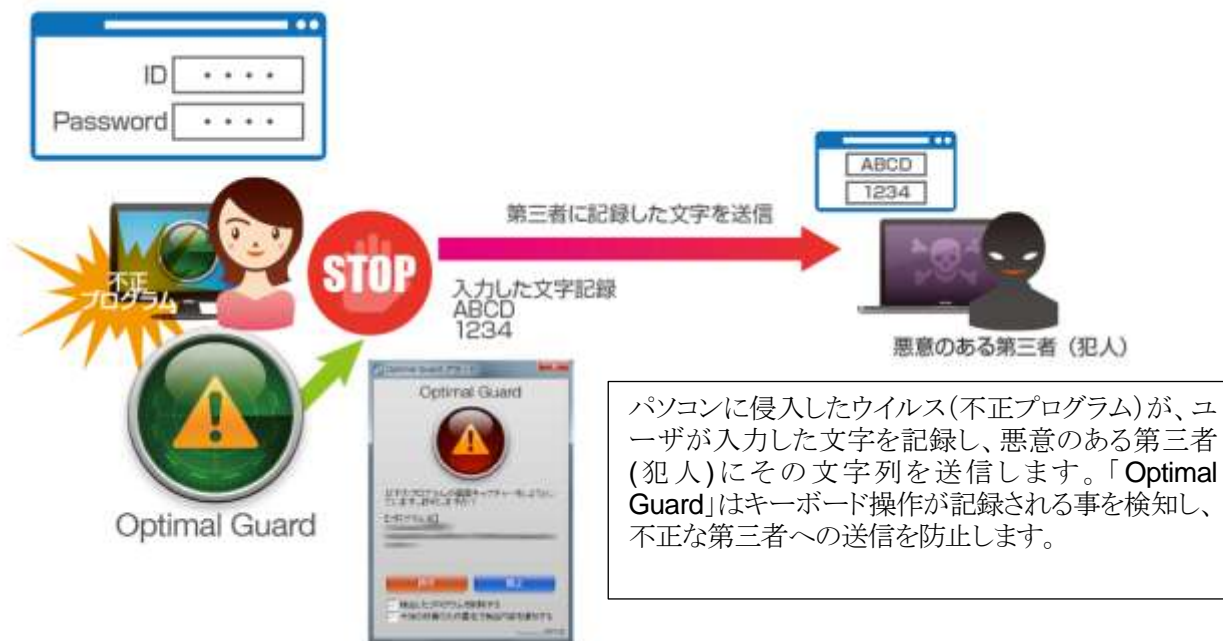 ID
Password
不正
プログラム
STOP
第三者に記録した文字を送信
入力した文字記録
ABCD
1234
ABCD
1234
悪意のある第三者（犯人）
Optimal Guard
Optimal Guard
パソコンに侵入したウイルス(不正プログラム)が、ユ
ーザが入力した文字を記録し、悪意のある第三者
(犯人)にその文字列を送信します。「Optimal
Guard」はキーボード操作が記録される事を検知し、
不正な第三者への送信を防止します。